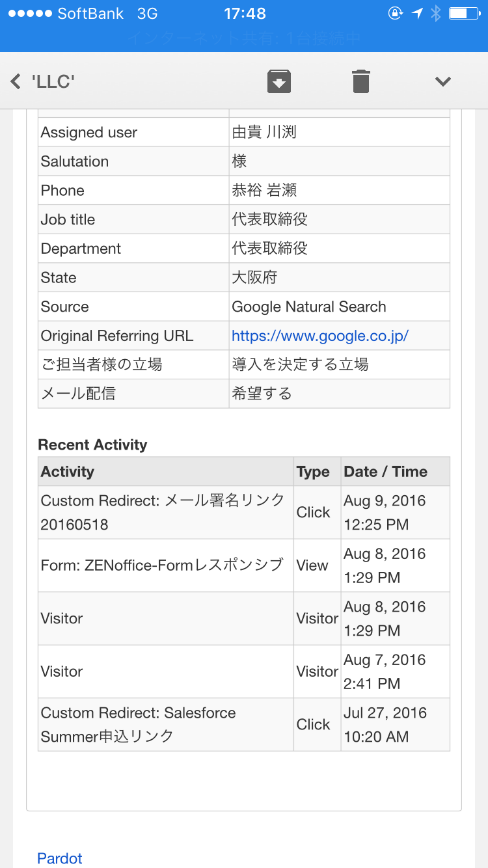 SoftBank 3G 17:48
インターネット共有: 1台接続中
'LLC'
Assigned user 由貴 川渕
Salutation 様
Phone 恭裕 岩瀬
Job title 代表取締役
Department 代表取締役
State 大阪府
Source Google Natural Search
Original Referring URL https://www.google.co.jp/
ご担当者様の立場 導入を決定する立場
メール配信 希望する
Recent Activity
Activity Type Date / Time
Custom Redirect: メール署名リンク
20160518
Click
Aug 9, 2016
12:25 PM
Form: ZENoffice-Formレスポンシブ
View
Aug 8, 2016
1:29 PM
Visitor
Visitor
Aug 8, 2016
1:29 PM
Visitor
Visitor
Aug 7, 2016
2:41 PM
Custom Redirect: Salesforce
Summer申込リンク
Click
Jul 27, 2016
10:20 AM
Pardot